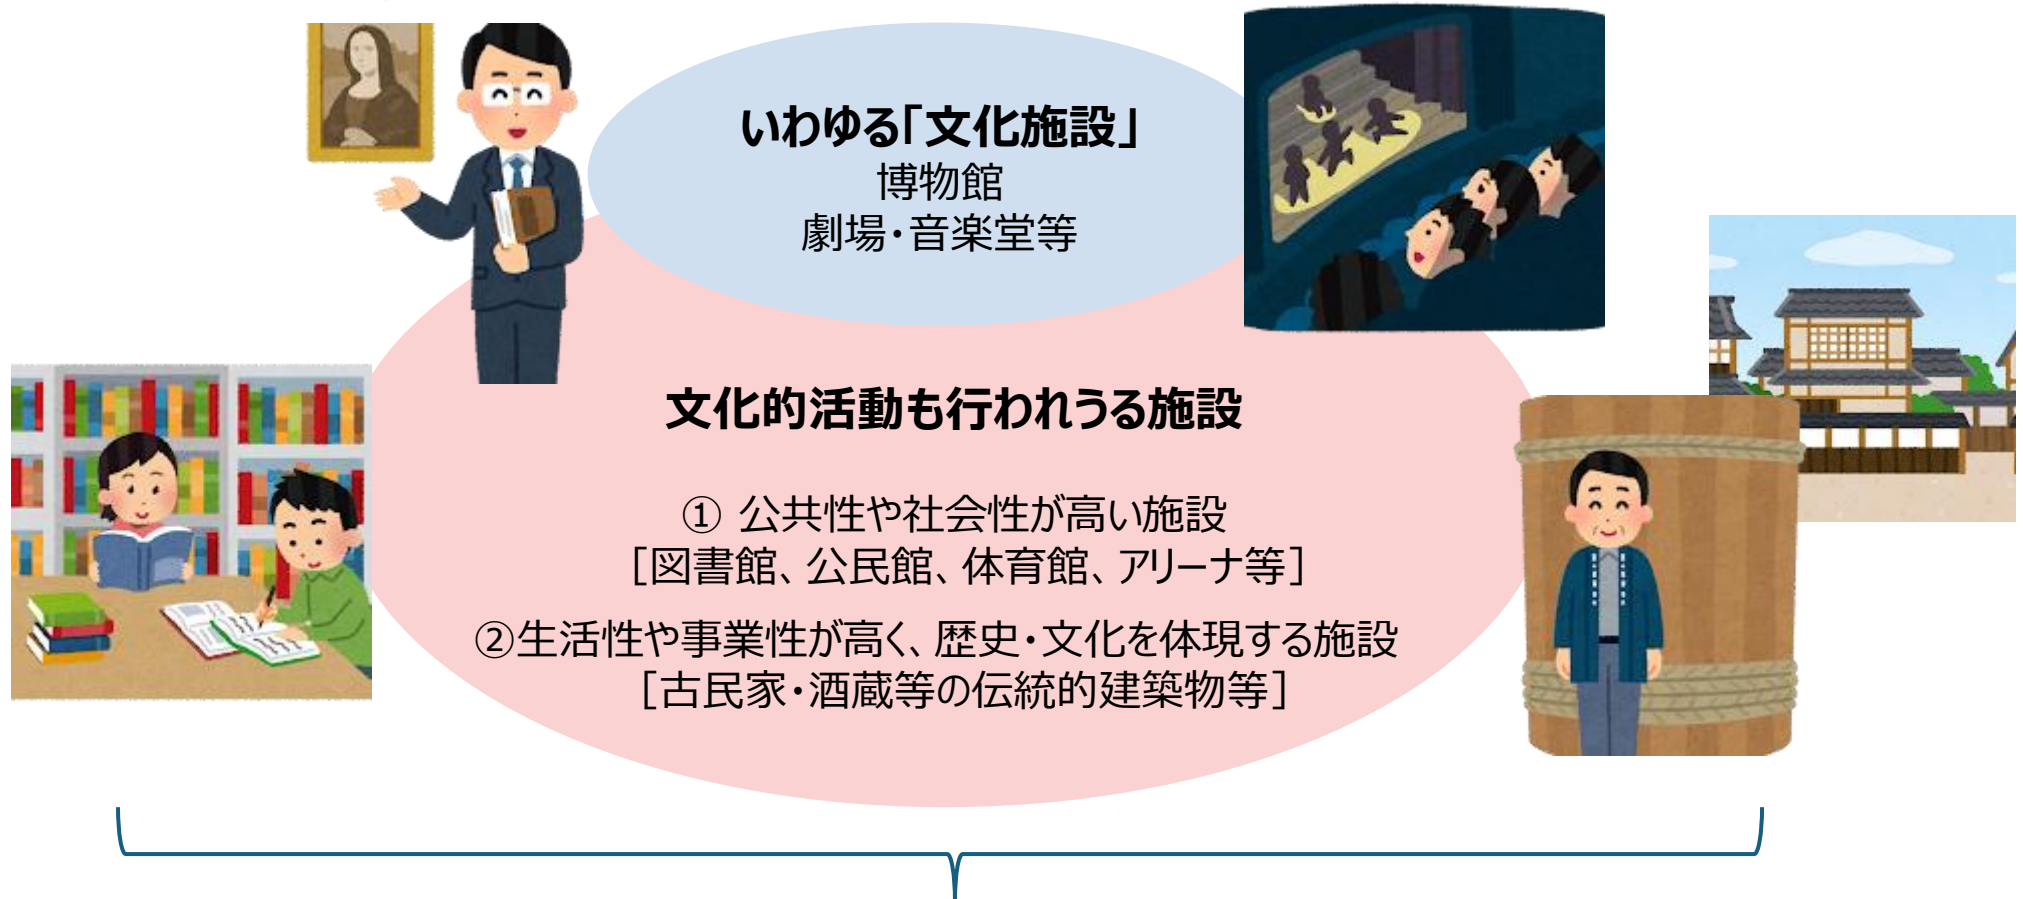 いわゆる「文化施設」
博物館
劇場・音楽堂等
文化的活動も行われうる施設
① 公共性や社会性が高い施設
［図書館、公民館、体育館、アリーナ等］
②生活性や事業性が高く、歴史・文化を体現する施設
［古民家・酒蔵等の伝統的建築物等］